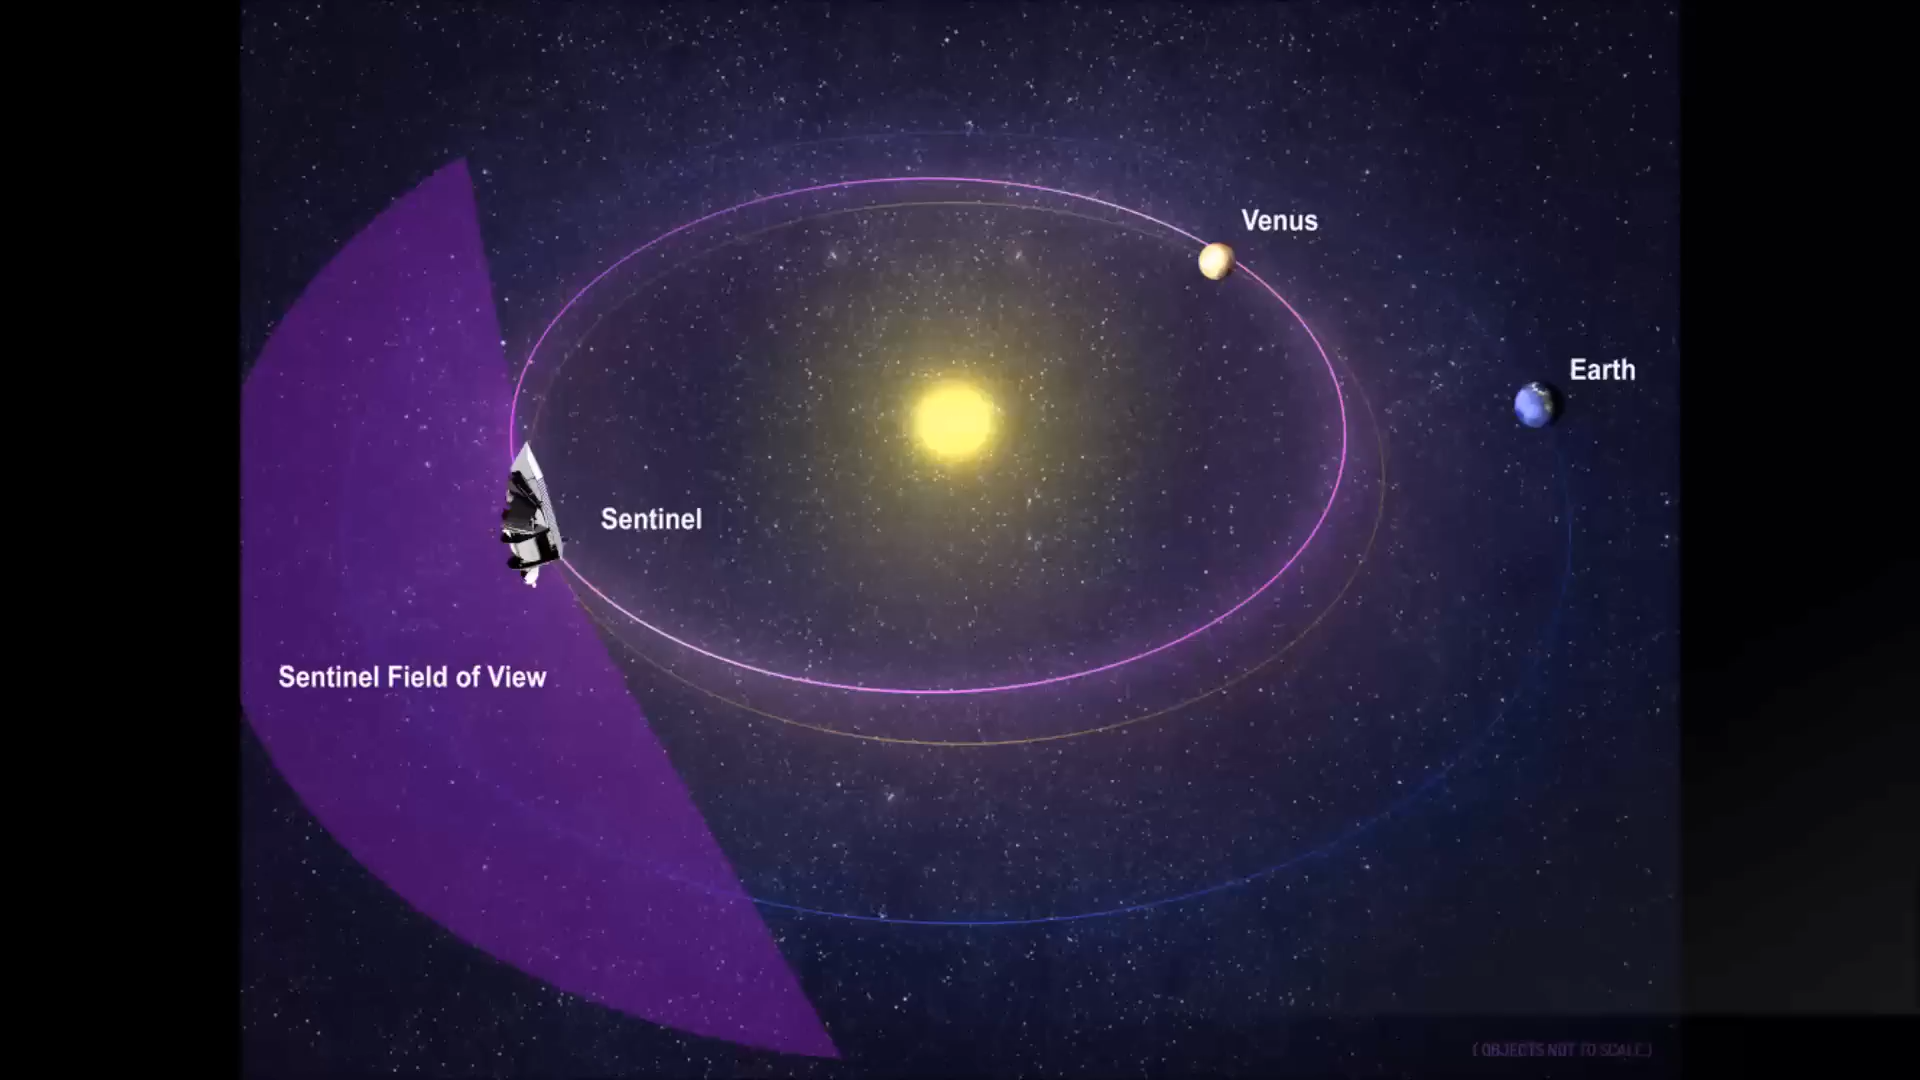 Venus
Earth
Sentinel
Sentinel Field of View
( OBJECTS NOT TO SCALE )